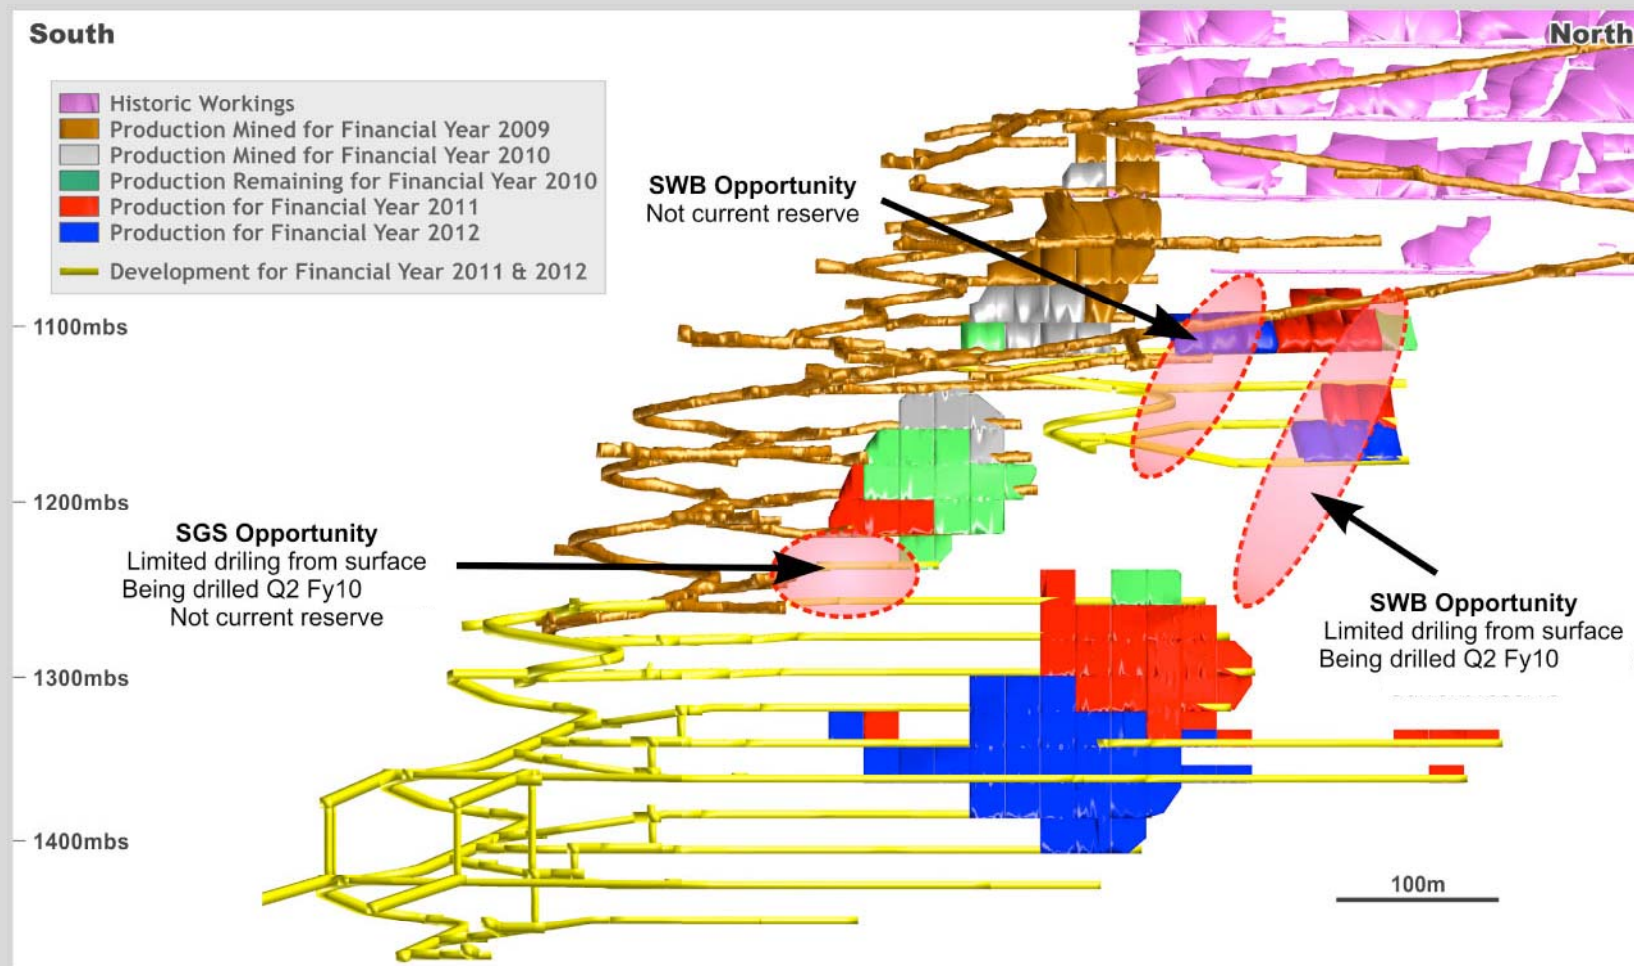 South
North
Historic Workings
Production Mined for Financial Year 2009
Production Mined for Financial Year 2010
Production Remaining for Financial Year 2010
Production for Financial Year 2011
Production for Financial Year 2012
Development for Financial Year 2011 & 2012
SWB Opportunity
Not current reserve
1100mbs
1200mbs
SGS Opportunity
Limited driling from surface
Being drilled Q2 Fy10
Not current reserve
SWB Opportunity
Limited driling from surface
Being drilled Q2 Fy10
1300mbs
1400mbs
100m